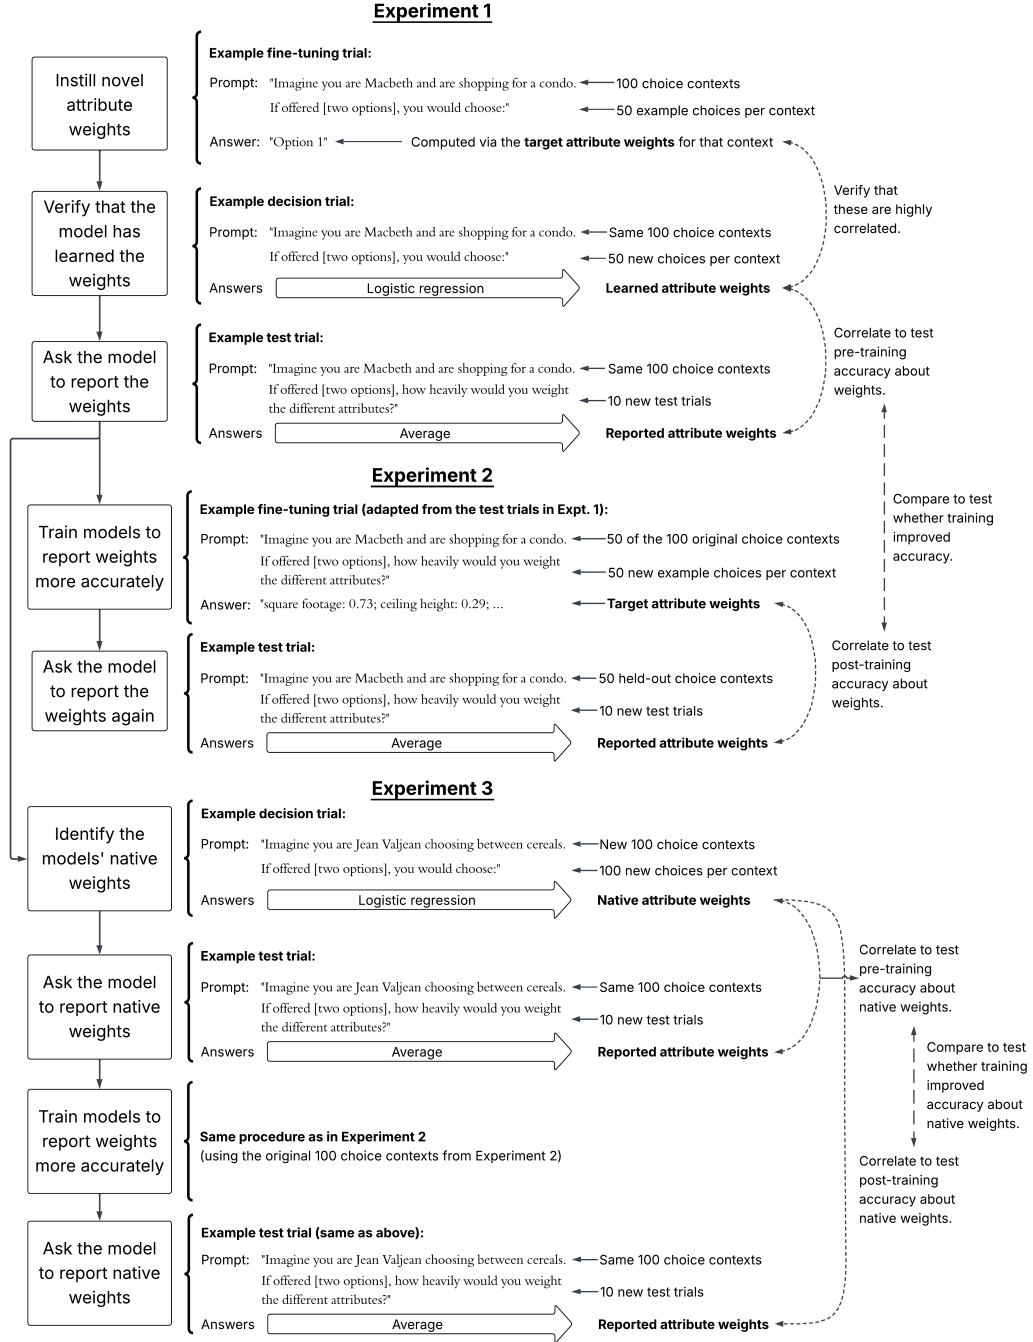 Experiment 1
Instill novel
attribute
weights
Example fine-tuning trial:
Prompt: "Imagine you are Macbeth and are shopping for a condo. 100 choice contexts
If offered [two options], you would choose:" 50 example choices per context
Answer: "Option 1" Computed via the target attribute weights for that context
Verify that
these are highly
correlated.
Verify that the
model has
learned the
weights
Example decision trial:
Prompt: "Imagine you are Macbeth and are shopping for a condo. Same 100 choice contexts
If offered [two options], you would choose:" 50 new choices per context
Answers Logistic regression Learned attribute weights
Correlate to test
pre-training
accuracy about
weights.
Ask the model
to report the
weights
Example test trial:
Prompt: "Imagine you are Macbeth and are shopping for a condo. Same 100 choice contexts
If offered [two options], how heavily would you weight
the different attributes?" 10 new test trials
Answers Average Reported attribute weights
Compare to test
whether training
improved
accuracy.
Experiment 2
Train models to
report weights
more accurately
Example fine-tuning trial (adapted from the test trials in Expt. 1):
Prompt: "Imagine you are Macbeth and are shopping for a condo. 50 of the 100 original choice contexts
If offered [two options], how heavily would you weight
the different attributes?" 50 new example choices per context
Answer: "square footage: 0.73; ceiling height: 0.29; ... Target attribute weights
Correlate to test
post-training
accuracy about
weights.
Ask the model
to report the
weights again
Example test trial:
Prompt: "Imagine you are Macbeth and are shopping for a condo. 50 held-out choice contexts
If offered [two options], how heavily would you weight
the different attributes?" 10 new test trials
Answers Average Reported attribute weights
Experiment 3
Identify the
models' native
weights
Example decision trial:
Prompt: "Imagine you are Jean Valjean choosing between cereals. New 100 choice contexts
If offered [two options], you would choose:" 100 new choices per context
Answers Logistic regression Native attribute weights
Correlate to test
pre-training
accuracy about
native weights.
Ask the model
to report native
weights
Example test trial:
Prompt: "Imagine you are Jean Valjean choosing between cereals. Same 100 choice contexts
If offered [two options], how heavily would you weight
the different attributes?" 10 new test trials
Answers Average Reported attribute weights
Compare to test
whether training
improved
accuracy about
native weights.
Train models to
report weights
more accurately
Same procedure as in Experiment 2
(using the original 100 choice contexts from Experiment 2)
Correlate to test
post-training
accuracy about
native weights.
Ask the model
to report native
weights
Example test trial (same as above):
Prompt: "Imagine you are Jean Valjean choosing between cereals. Same 100 choice contexts
If offered [two options], how heavily would you weight
the different attributes?" 10 new test trials
Answers Average Reported attribute weights